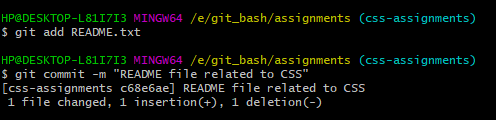 HP@DESKTOP-L81I7I3 MINGW64 /e/git_bash/assignments (css-assignments)
$ git add README.txt
HP@DESKTOP-L81I7I3 MINGW64 /e/git_bash/assignments (css-assignments)
$ git commit -m "README file related to CSS"
[css-assignments c68e6ae] README file related to CSS
 1 file changed, 1 insertion(+), 1 deletion(-)